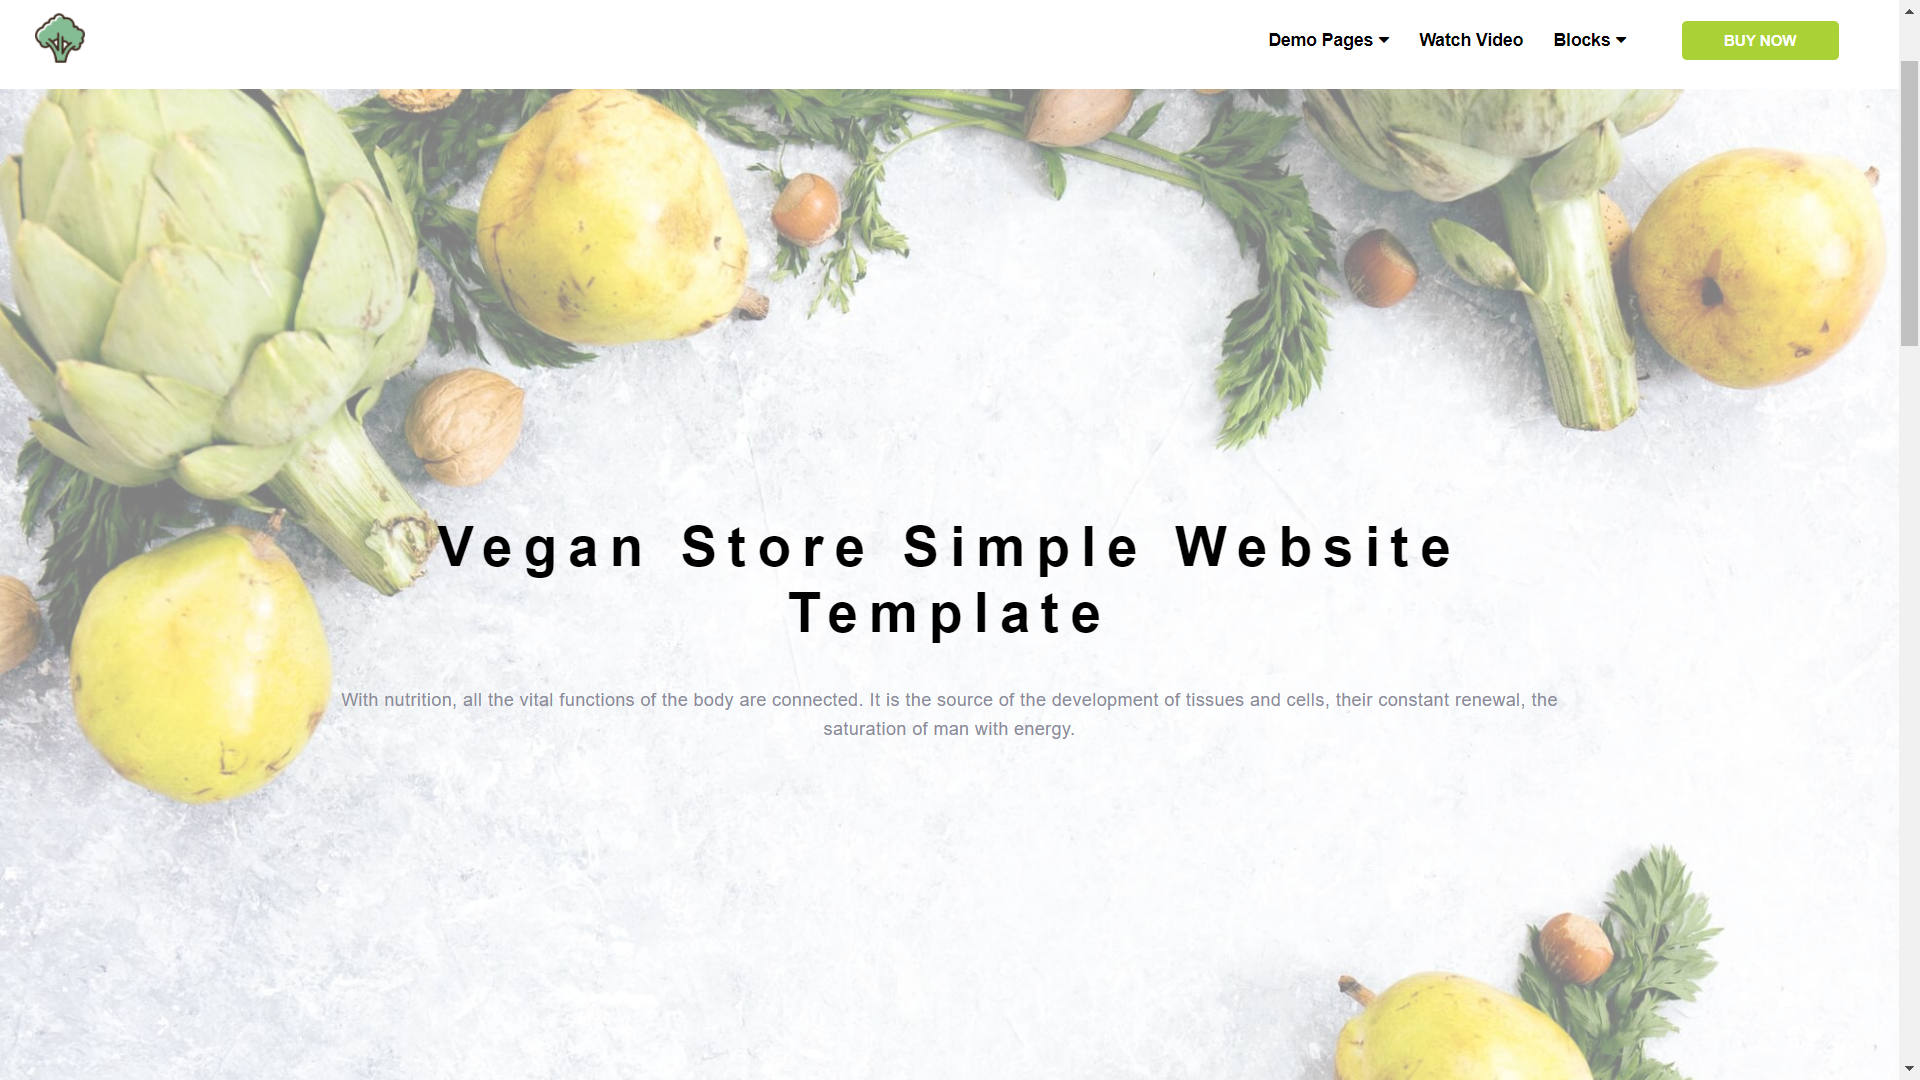 Demo Pages
Watch Video
Blocks
BUY NOW
Vegan Store Simple Website
Template
With nutrition, all the vital functions of the body are connected. It is the source of the development of tissues and cells, their constant renewal, the
saturation of man with energy.